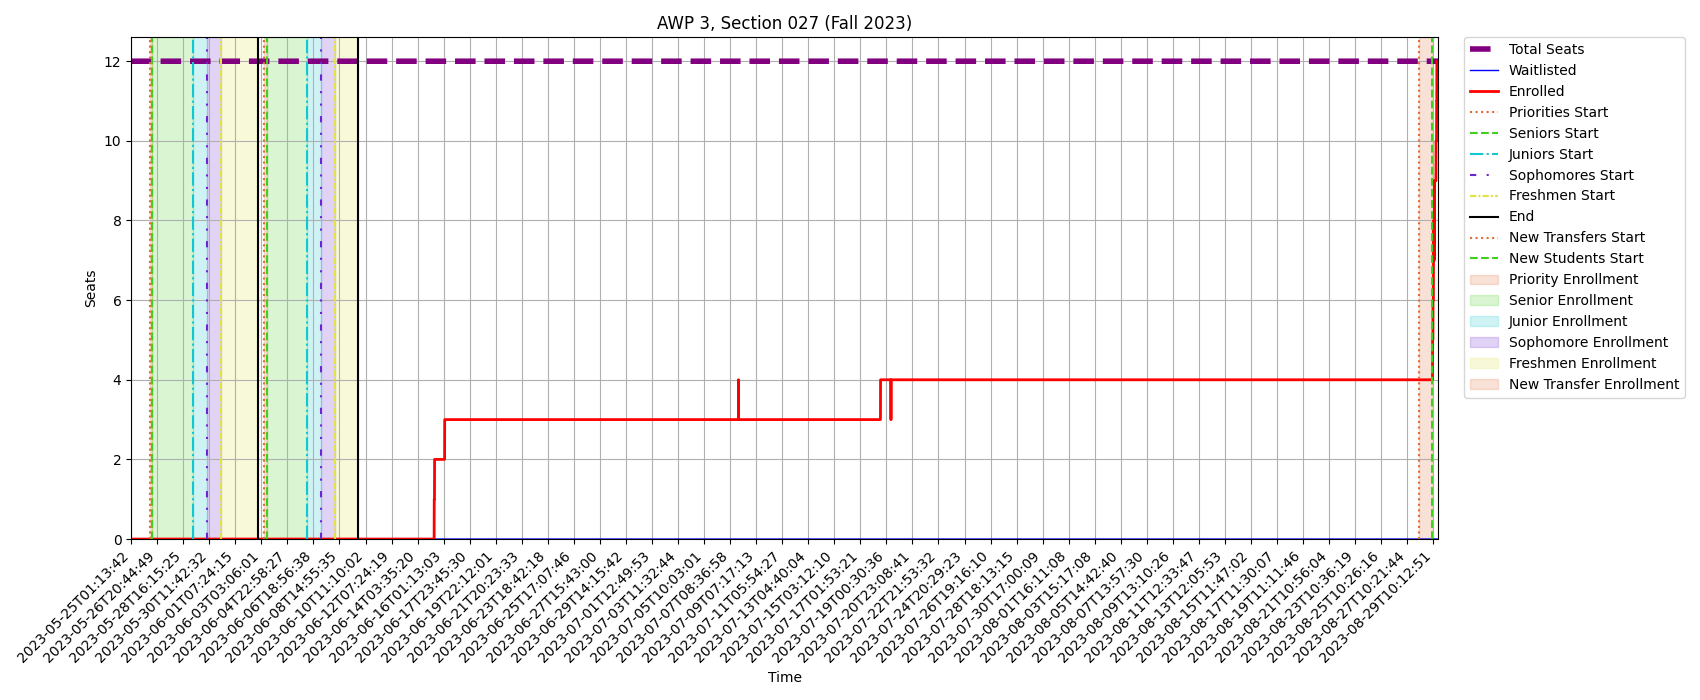 AWP 3, Section 027 (Fall 2023)
Seats
12
10
8
6
4
2
0
2023-05-25T01:13:42
2023-05-26T20:44:49
2023-05-28T16:15:25
2023-05-30T11:42:32
2023-06-01T07:24:15
2023-06-03T03:06:01
2023-06-04T22:58:27
2023-06-06T18:56:38
2023-06-08T14:55:35
2023-06-10T11:10:02
2023-06-12T07:24:19
2023-06-14T04:35:20
2023-06-16T01:13:03
2023-06-17T23:45:30
2023-06-19T22:12:01
2023-06-21T20:23:33
2023-06-23T18:42:18
2023-06-25T17:07:46
2023-06-27T15:43:00
2023-06-29T14:15:42
2023-07-01T12:49:53
2023-07-03T11:32:44
2023-07-05T10:03:01
2023-07-07T08:36:58
2023-07-09T07:17:13
2023-07-11T05:54:27
2023-07-13T04:40:04
2023-07-15T03:12:10
2023-07-17T01:53:21
2023-07-19T00:30:36
2023-07-20T23:08:41
2023-07-22T21:53:32
2023-07-24T20:29:23
2023-07-26T19:16:10
2023-07-28T18:13:15
2023-07-30T17:00:09
2023-08-01T16:11:08
2023-08-03T15:17:08
2023-08-05T14:42:40
2023-08-07T13:57:30
2023-08-09T13:10:26
2023-08-11T12:33:47
2023-08-13T12:05:53
2023-08-15T11:47:02
2023-08-17T11:30:07
2023-08-19T11:11:46
2023-08-21T10:56:04
2023-08-23T10:36:19
2023-08-25T10:26:16
2023-08-27T10:21:44
2023-08-29T10:12:51
Time
Total Seats
Waitlisted
Enrolled
Priorities Start
Seniors Start
Juniors Start
Sophomores Start
Freshmen Start
End
New Transfers Start
New Students Start
Priority Enrollment
Senior Enrollment
Junior Enrollment
Sophomore Enrollment
Freshmen Enrollment
New Transfer Enrollment